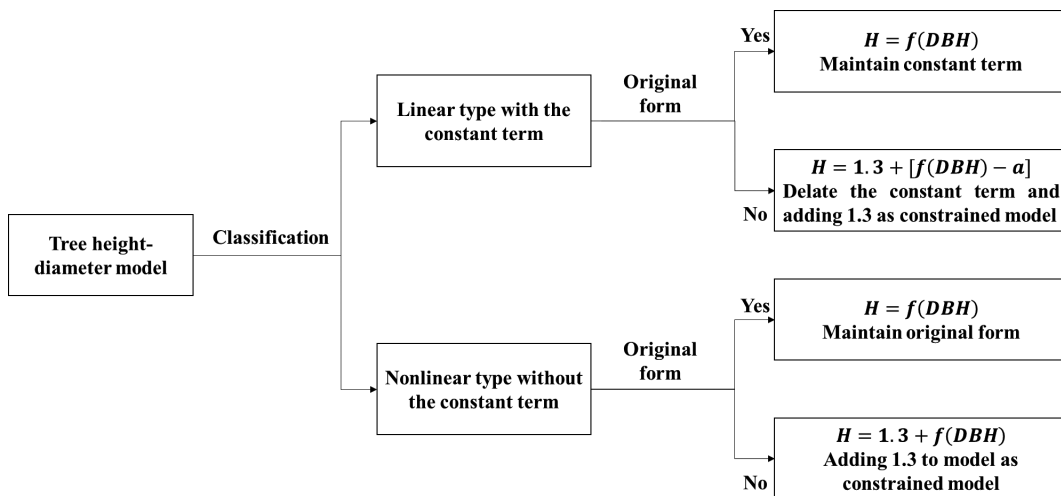 Tree height-
diameter model
Classification
Linear type with the
constant term
Original
form
Yes
H = f(DBH)
Maintain constant term
No
H = 1.3 + [f(DBH) − a]
Delate the constant term and
adding 1.3 as constrained model
Nonlinear type without
the constant term
Original
form
Yes
H = f(DBH)
Maintain original form
No
H = 1.3 + f(DBH)
Adding 1.3 to model as
constrained model